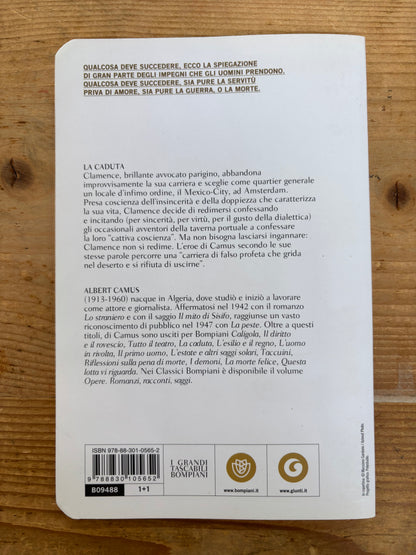 QUALCOSA DEVE SUCCEDERE, ECCO LA SPIEGAZIONE
DI GRAN PARTE DEGLI IMPEGNI CHE GLI UOMINI PRENDONO.
QUALCOSA DEVE SUCCEDERE, SIA PURE LA SERVITÙ
PRIVA DI AMORE, SIA PURE LA GUERRA, O LA MORTE.
LA CADUTA
Clamence, brillante avvocato parigino, abbandona
improvvisamente la sua carriera e sceglie come quartier generale
un locale d'infimo ordine, il Mexico-City, ad Amsterdam.
Presa coscienza dell'insincerità e della doppiezza che caratterizza
la sua vita, Clamence decide di redimersi confessando
e incitando (per sincerità, per virtù, per il gusto della dialettica)
gli occasionali avventori della taverna portuale a confessare
la loro "cattiva coscienza". Ma non bisogna lasciarsi ingannare:
Clamence non si redime. L'eroe di Camus secondo le sue
stesse parole percorre una "carriera di falso profeta che grida
nel deserto e si rifiuta di uscirne".
ALBERT CAMUS
(1913-1960) nacque in Algeria, dove studiò e iniziò a lavorare
come attore e giornalista. Affermatosi nel 1942 con il romanzo
Lo straniero e con il saggio Il mito di Sisifo, raggiunse un vasto
riconoscimento di pubblico nel 1947 con La peste. Oltre a questi
titoli, di Camus sono usciti per Bompiani Caligola, Il diritto
e il rovescio, Tutto il teatro, La caduta, L'esilio e il regno, L'uomo
in rivolta, Il primo uomo, L'estate e altri saggi solari, Taccuini,
Riflessioni sulla pena di morte, I demoni, La morte felice, Questa
lotta vi riguarda. Nei Classici Bompiani è disponibile il volume
Opere. Romanzi, racconti, saggi.
ISBN 978-88-301-0565-2
9 788830 105652
B09488 1+1
I GRANDI
TASCABILI
BOMPIANI
www.bompiani.it
www.giunti.it